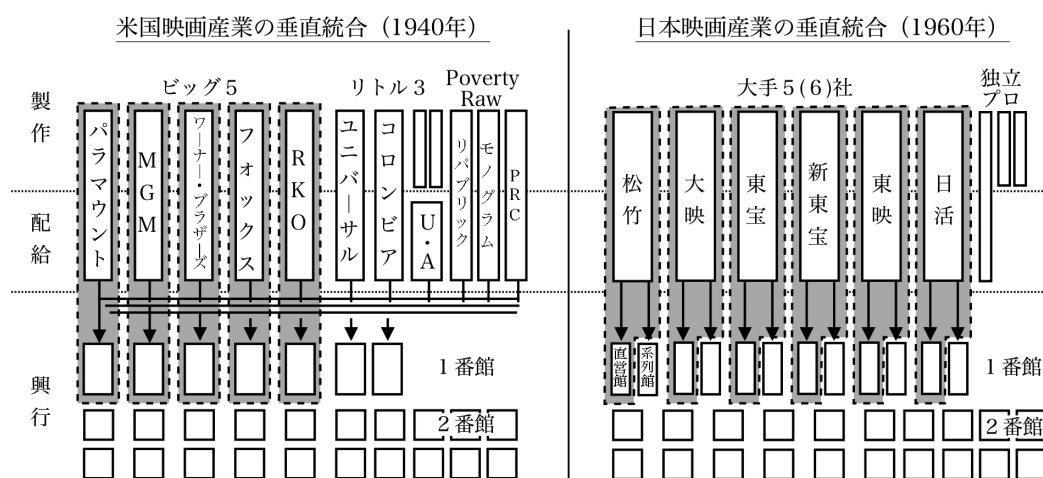 米国映画産業の垂直統合（1940年）
ビッグ5
リトル3
Poverty
Raw
製作
配給
興行
パラマウント
MGM
ワーナー・ブラザーズ
フォックス
RKO
ユニバーサル
コロンビア
U・A
リパブリック
モノグラム
PRC
1番館
2番館
日本映画産業の垂直統合（1960年）
大手5(6)社
独立
プロ
松竹
大映
東宝
新東宝
東映
日活
直営館
系列館
1番館
2番館